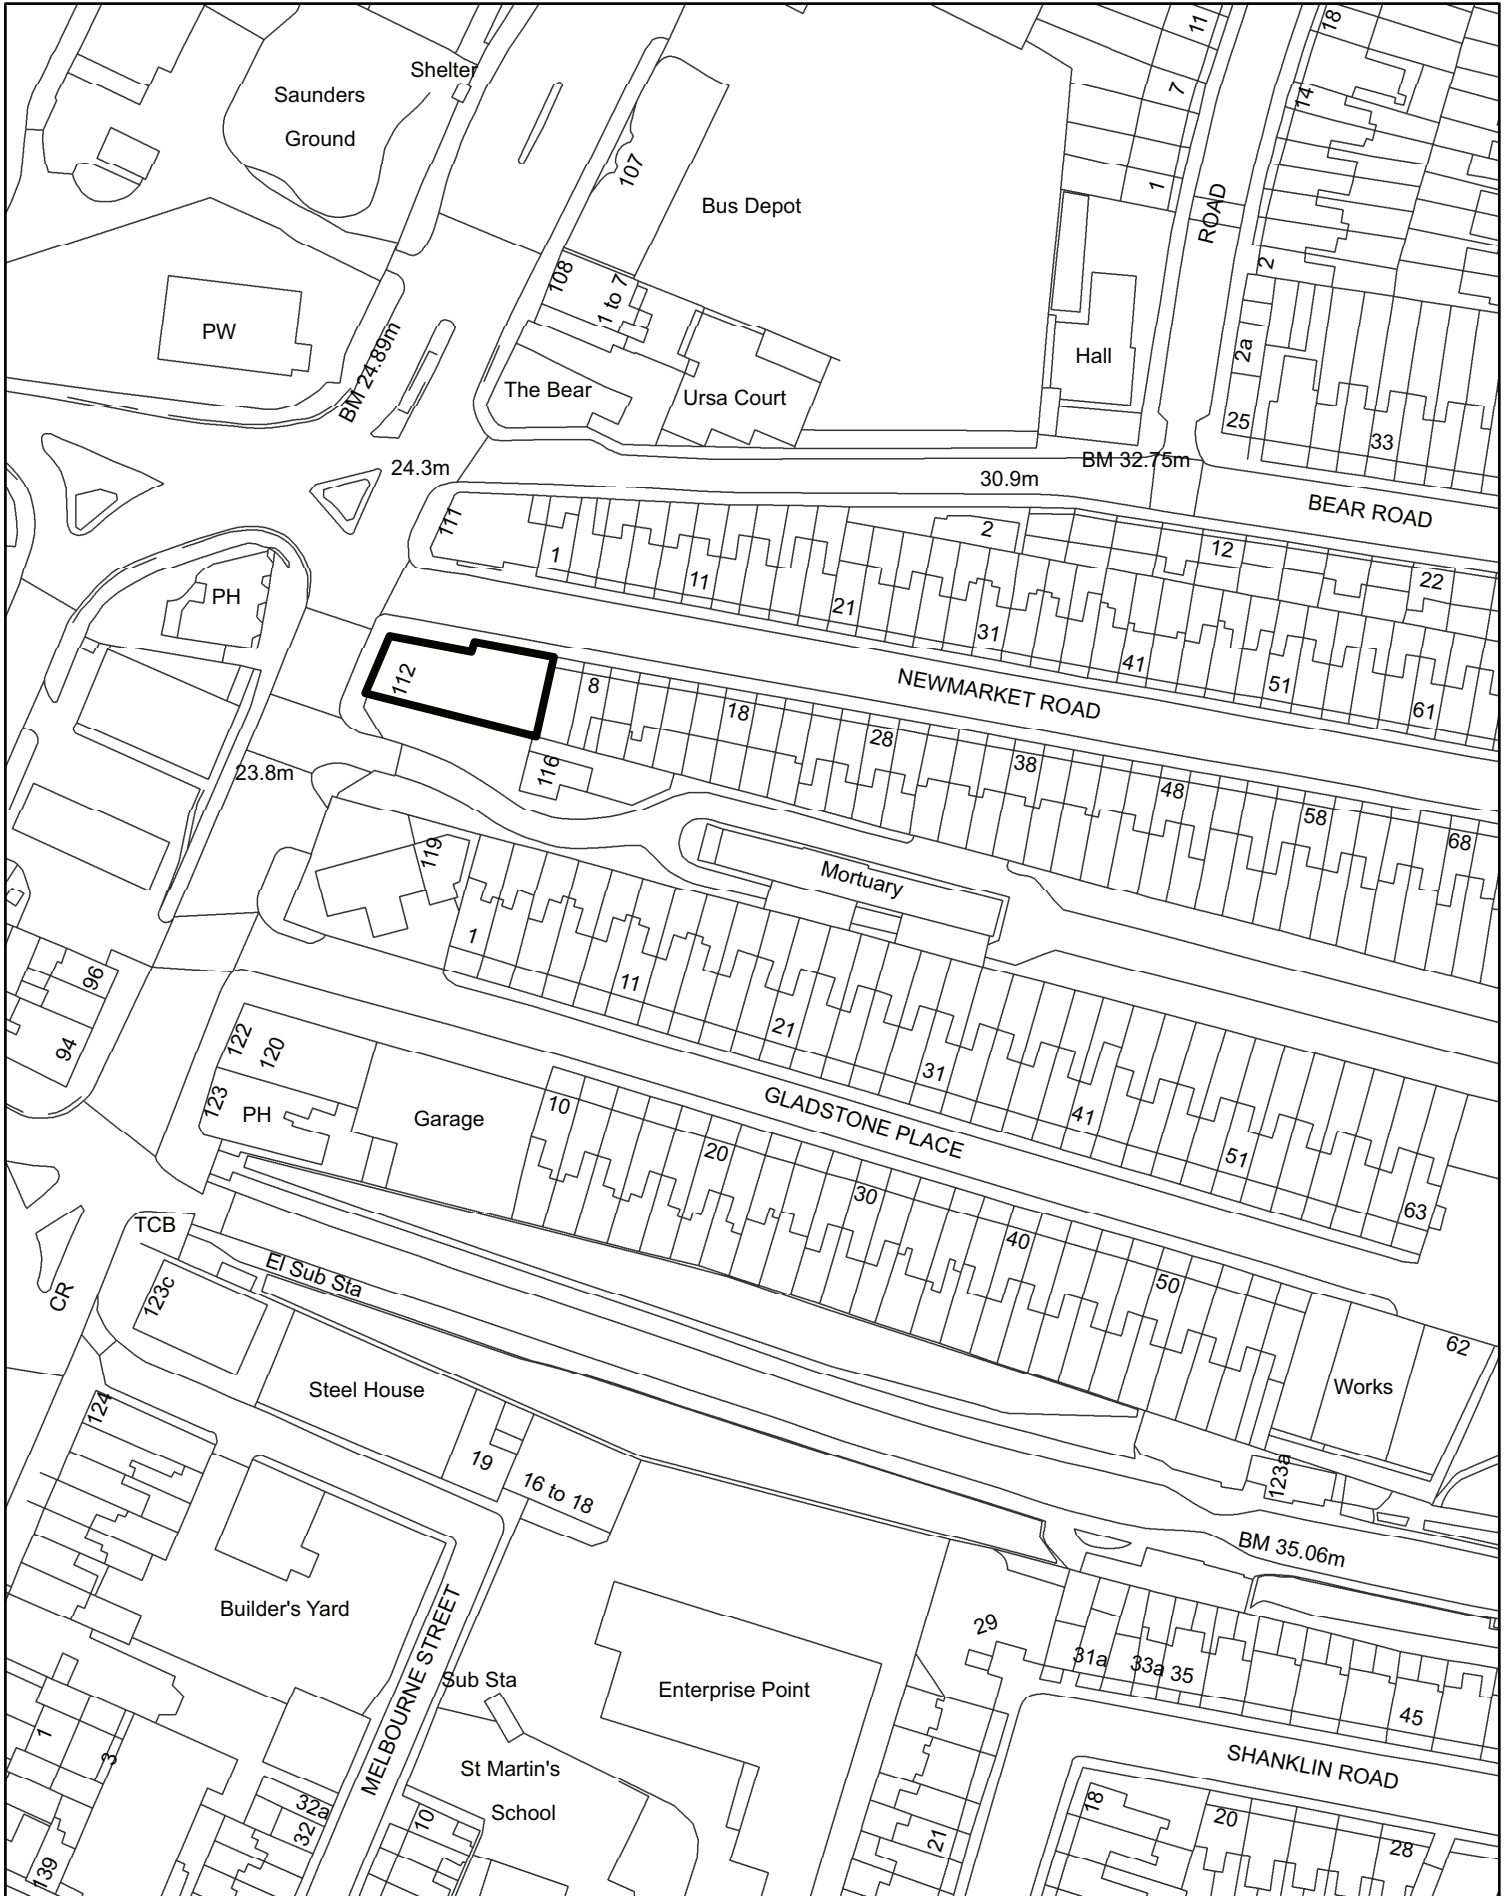 11
18
Shelter
Saunders
Ground
7
14
107
1
Bus Depot
ROAD
108
1 to 7
2
PW
BM 24.89m
2a
Hall
The Bear
Ursa Court
25
33
24.3m
BM 32.75m
30.9m
BEAR ROAD
111
2
12
1
11
22
PH
21
31
41
51
61
112
8
NEWMARKET ROAD
18
28
38
48
58
68
23.8m
116
119
Mortuary
1
11
21
31
41
51
63
96
94
122
120
123
PH
Garage
10
GLADSTONE PLACE
20
30
40
50
62
TCB
El Sub Sta
CR
123c
Works
Steel House
124
19
16 to 18
123a
BM 35.06m
Builder's Yard
MELBOURNE STREET
29
31a
33a
35
45
Sub Sta
Enterprise Point
1
3
SHANKLIN ROAD
St Martin's
School
32a
32
10
18
20
21
28
139